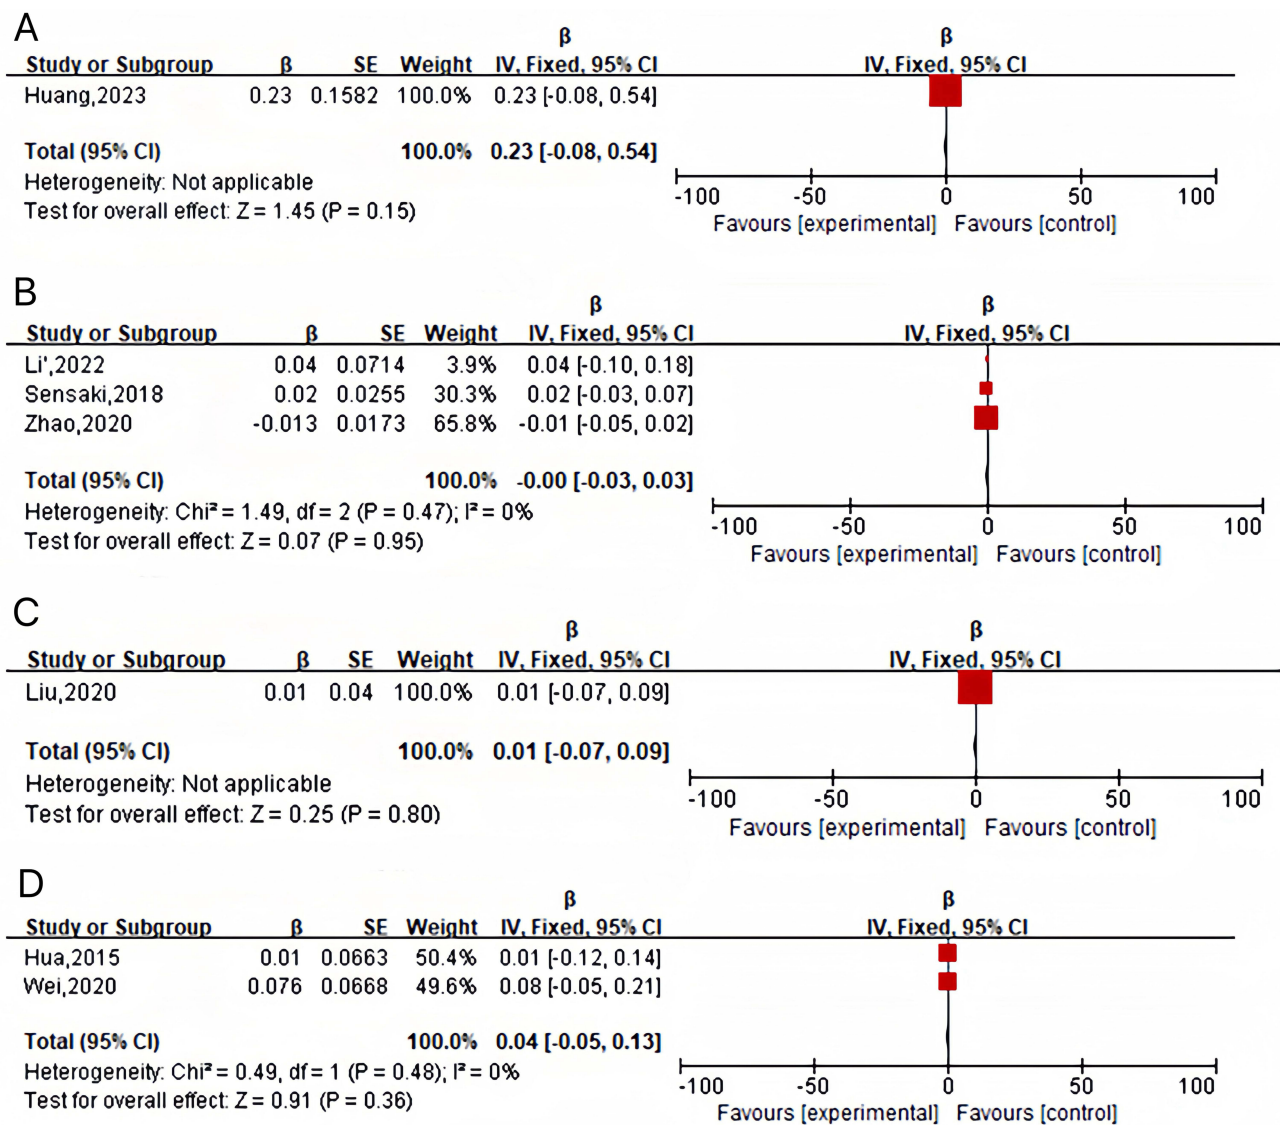 A
β β
Study or Subgroup β SE Weight IV, Fixed, 95% CI IV, Fixed, 95% CI
Huang,2023 0.23 0.1582 100.0% 0.23 [-0.08, 0.54]
Total (95% CI) 100.0% 0.23 [-0.08, 0.54]
Heterogeneity: Not applicable
Test for overall effect: Z = 1.45 (P = 0.15)
-100 -50 0 50 100
Favours [experimental] Favours [control]
B
β β
Study or Subgroup β SE Weight IV, Fixed, 95% CI IV, Fixed, 95% CI
Li',2022 0.04 0.0714 3.9% 0.04 [-0.10, 0.18]
Sensaki,2018 0.02 0.0255 30.3% 0.02 [-0.03, 0.07]
Zhao,2020 -0.013 0.0173 65.8% -0.01 [-0.05, 0.02]
Total (95% CI) 100.0% -0.00 [-0.03, 0.03]
Heterogeneity: Chi² = 1.49, df = 2 (P = 0.47); I² = 0%
Test for overall effect: Z = 0.07 (P = 0.95)
-100 -50 0 50 100
Favours [experimental] Favours [control]
C
β β
Study or Subgroup β SE Weight IV, Fixed, 95% CI IV, Fixed, 95% CI
Liu,2020 0.01 0.04 100.0% 0.01 [-0.07, 0.09]
Total (95% CI) 100.0% 0.01 [-0.07, 0.09]
Heterogeneity: Not applicable
Test for overall effect: Z = 0.25 (P = 0.80)
-100 -50 0 50 100
Favours [experimental] Favours [control]
D
β β
Study or Subgroup β SE Weight IV, Fixed, 95% CI IV, Fixed, 95% CI
Hua,2015 0.01 0.0663 50.4% 0.01 [-0.12, 0.14]
Wei,2020 0.076 0.0668 49.6% 0.08 [-0.05, 0.21]
Total (95% CI) 100.0% 0.04 [-0.05, 0.13]
Heterogeneity: Chi² = 0.49, df = 1 (P = 0.48); I² = 0%
Test for overall effect: Z = 0.91 (P = 0.36)
-100 -50 0 50 100
Favours [experimental] Favours [control]